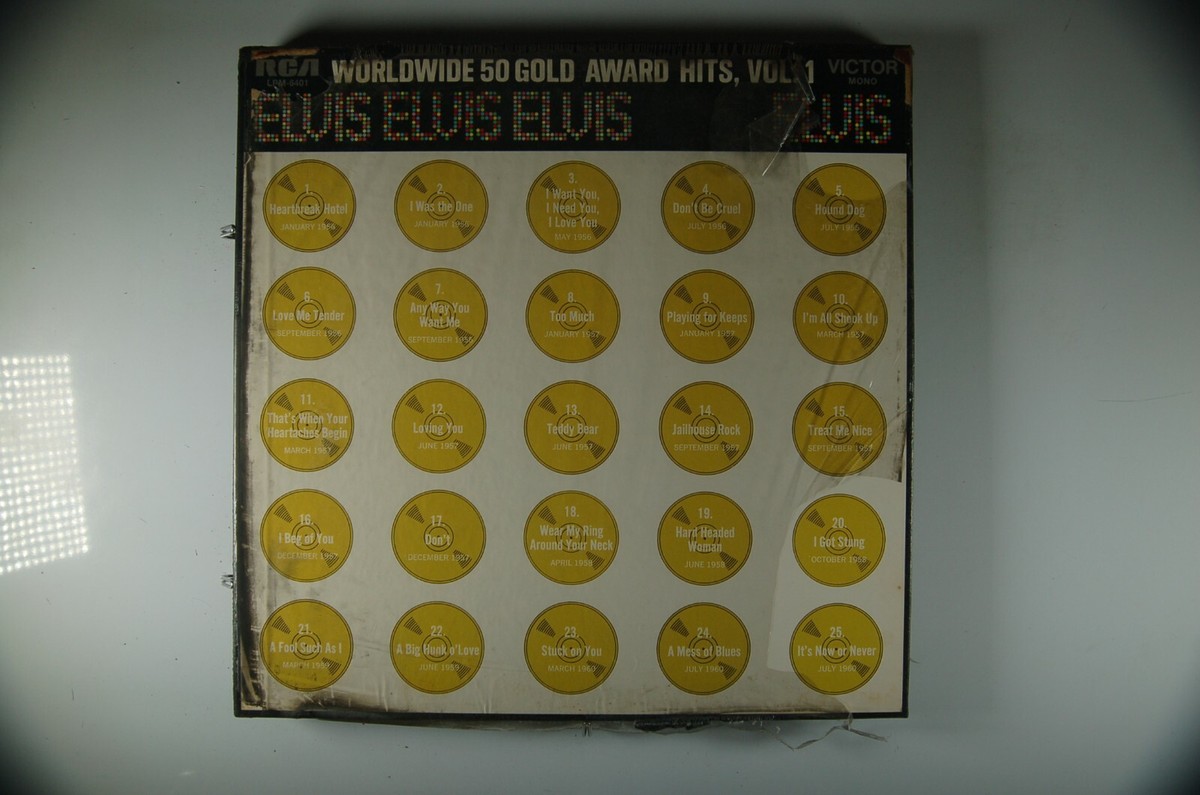 RCA WORLDWIDE 50 GOLD AWARD HITS, VOL. 1 VICTOR
LPM-6401 MONO
ELVIS ELVIS ELVIS ELVIS
1.
Heartbreak Hotel
JANUARY 1956
2.
I Was the One
JANUARY 1956
3.
I Want You,
I Need You,
I Love You
MAY 1956
4.
Don't Be Cruel
JULY 1956
5.
Hound Dog
JULY 1956
6.
Love Me Tender
SEPTEMBER 1956
7.
Any Way You
Want Me
SEPTEMBER 1956
8.
Too Much
JANUARY 1957
9.
Playing for Keeps
JANUARY 1957
10.
I'm All Shook Up
MARCH 1957
11.
That's When Your
Heartaches Begin
MARCH 1957
12.
Loving You
JUNE 1957
13.
Teddy Bear
JUNE 1957
14.
Jailhouse Rock
SEPTEMBER 1957
15.
Treat Me Nice
SEPTEMBER 1957
16.
I Beg of You
DECEMBER 1957
17.
Don't
DECEMBER 1957
18.
Wear My Ring
Around Your Neck
APRIL 1958
19.
Hard Headed
Woman
JUNE 1958
20.
I Got Stung
OCTOBER 1958
21.
A Fool Such As I
MARCH 1959
22.
A Big Hunk o'Love
JUNE 1959
23.
Stuck on You
MARCH 1960
24.
A Mess of Blues
JULY 1960
25.
It's Now or Never
JULY 1960